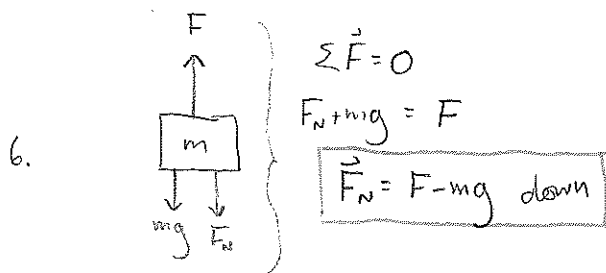 F
ΣF⃗ = 0
F_N + mg = F
6.
m
F⃗_N = F - mg down
mg F_N